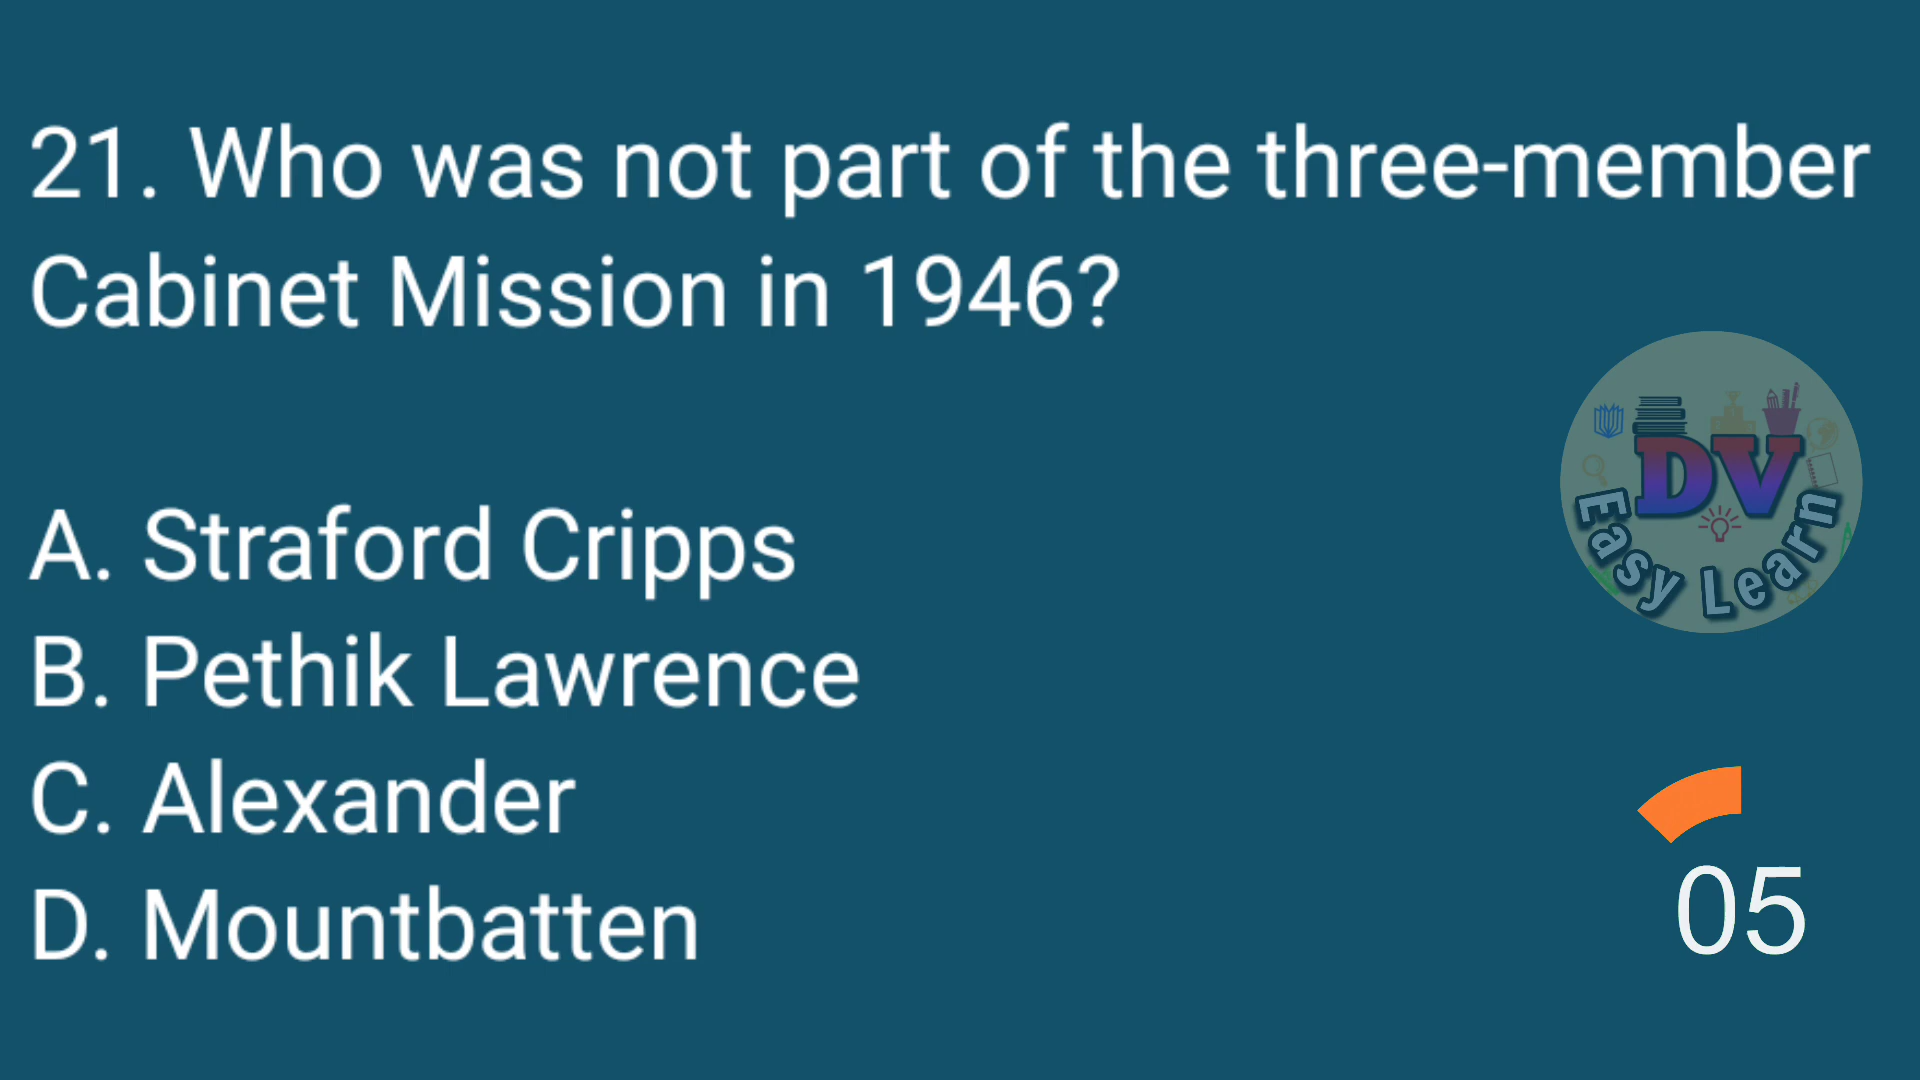 21. Who was not part of the three-member
Cabinet Mission in 1946?
A. Straford Cripps
B. Pethik Lawrence
C. Alexander
D. Mountbatten
DV
Easy Learn
05